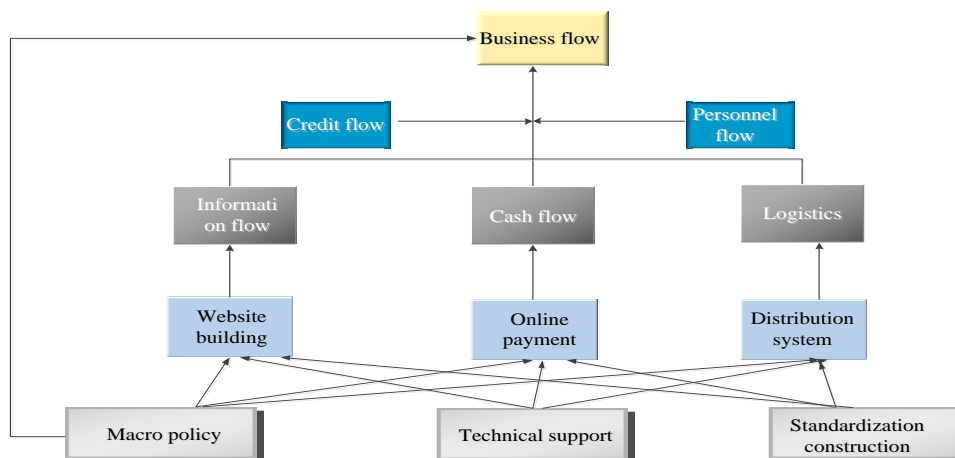 Business flow
Credit flow
Personnel
flow
Informati
on flow
Cash flow
Logistics
Website
building
Online
payment
Distribution
system
Macro policy
Technical support
Standardization
construction